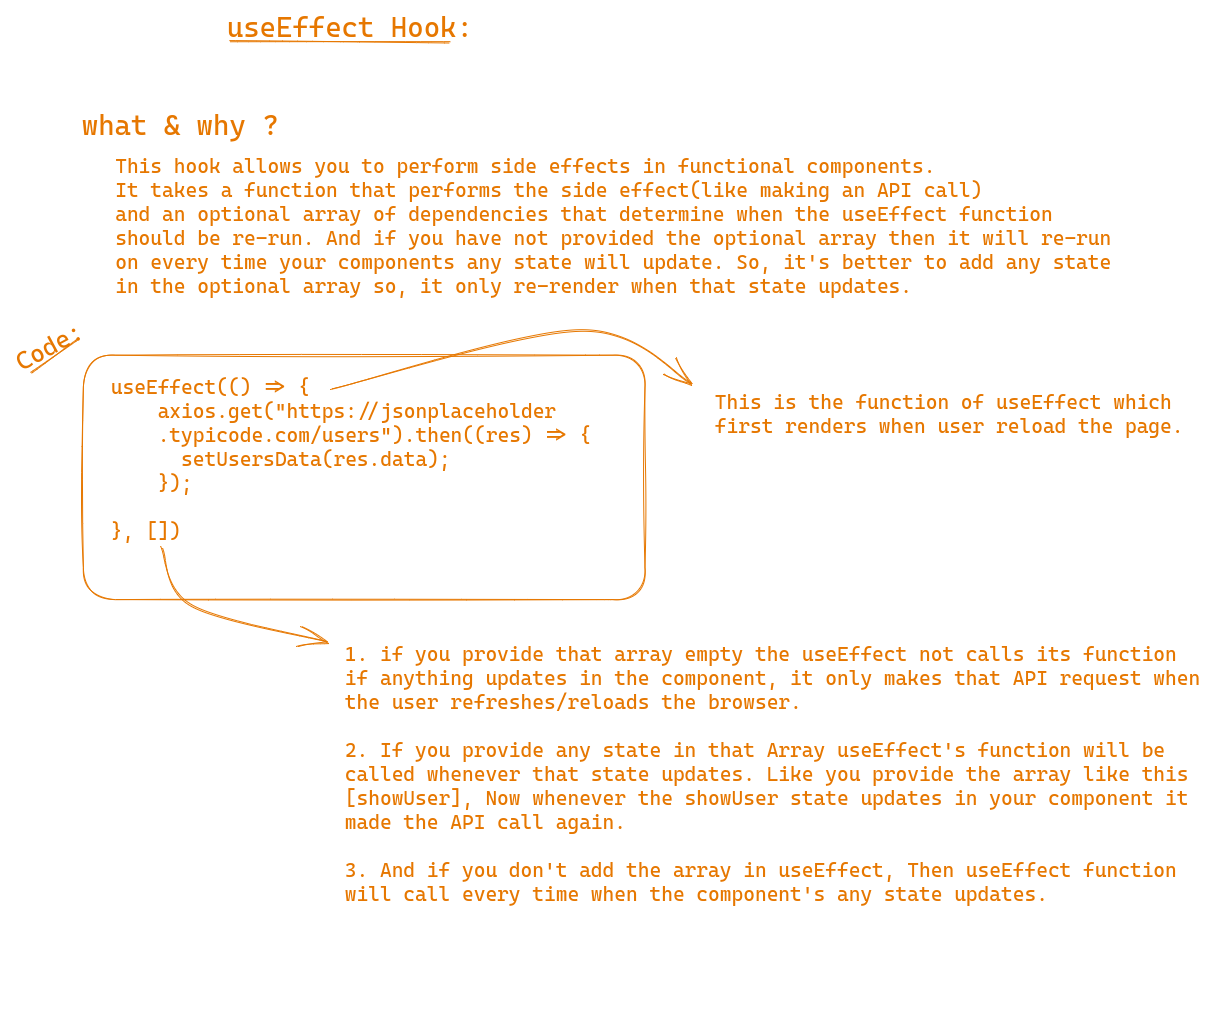 useEffect Hook:
what & why ?
This hook allows you to perform side effects in functional components.
It takes a function that performs the side effect(like making an API call)
and an optional array of dependencies that determine when the useEffect function
should be re-run. And if you have not provided the optional array then it will re-run
on every time your components any state will update. So, it's better to add any state
in the optional array so, it only re-render when that state updates.
Code:
useEffect(() => {
axios.get("https://jsonplaceholder
.typicode.com/users").then((res) => {
setUsersData(res.data);
});
}, [])
This is the function of useEffect which
first renders when user reload the page.
1. if you provide that array empty the useEffect not calls its function
if anything updates in the component, it only makes that API request when
the user refreshes/reloads the browser.
2. If you provide any state in that Array useEffect's function will be
called whenever that state updates. Like you provide the array like this
[showUser], Now whenever the showUser state updates in your component it
made the API call again.
3. And if you don't add the array in useEffect, Then useEffect function
will call every time when the component's any state updates.